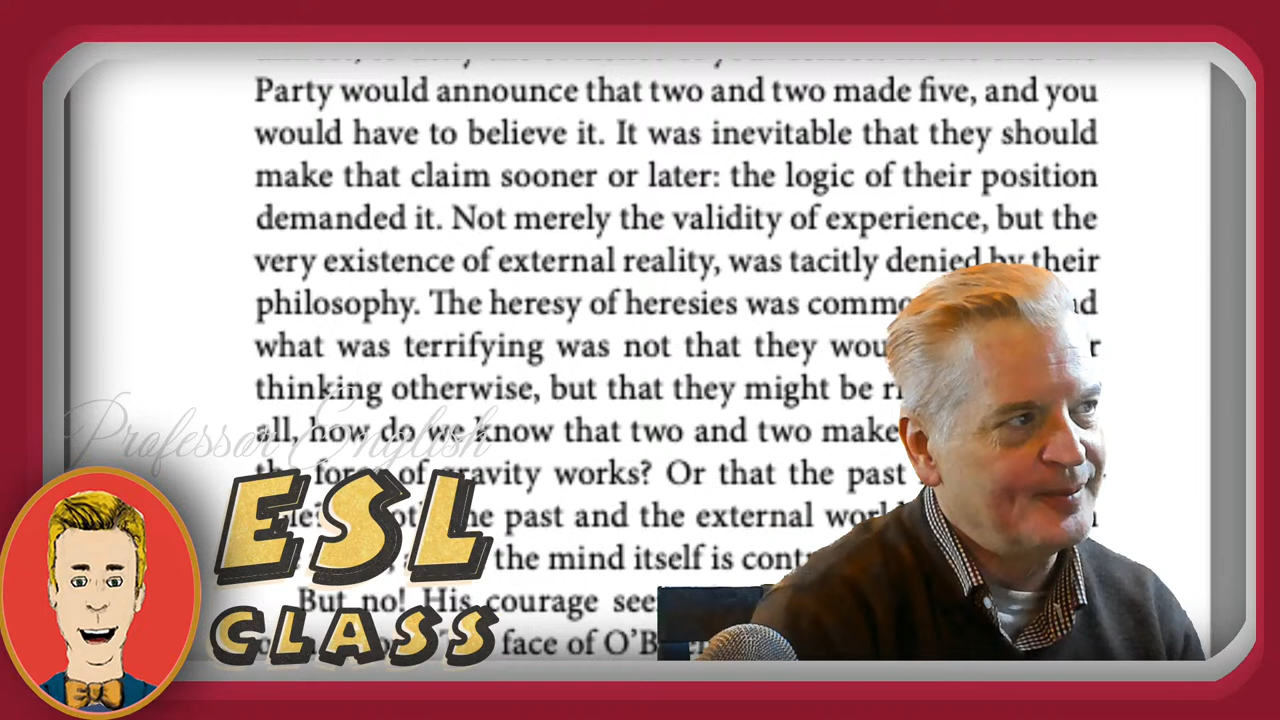 Party would announce that two and two made five, and you
would have to believe it. It was inevitable that they should
make that claim sooner or later: the logic of their position
demanded it. Not merely the validity of experience, but the
very existence of external reality, was tacitly denied by their
philosophy. The heresy of heresies was
what was terrifying was not that they
thinking otherwise, but that they might be
all, how do we know that two and two make
the force of gravity works? Or that the past
the past and the external
the mind itself is
But no! His courage
face of
Professor English
ESL
CLASS